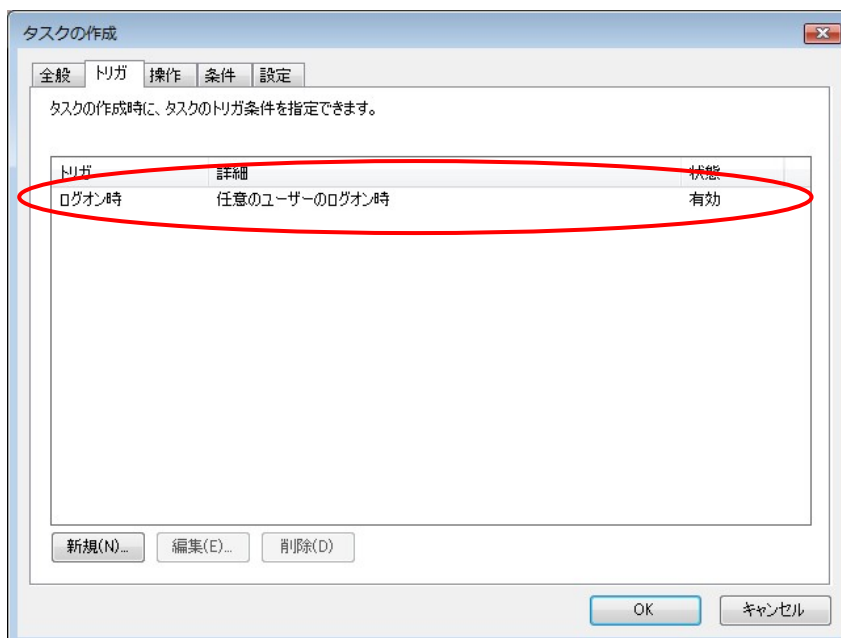 タスクの作成
全般 トリガ 操作 条件 設定
タスクの作成時に、タスクのトリガ条件を指定できます。
トリガ 詳細 状態
ログオン時 任意のユーザーのログオン時 有効
新規(N)... 編集(E)... 削除(D)
OK キャンセル